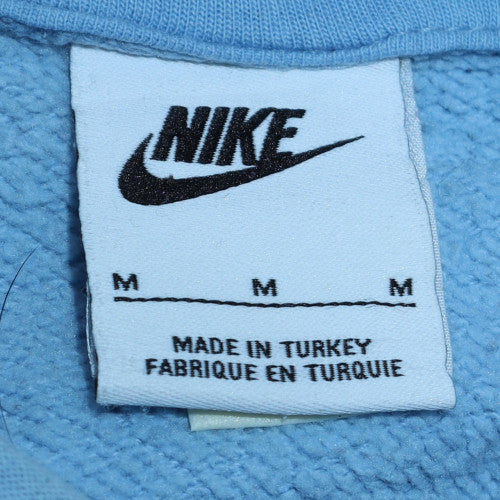 NIKE
M M M
MADE IN TURKEY
FABRIQUE EN TURQUIE